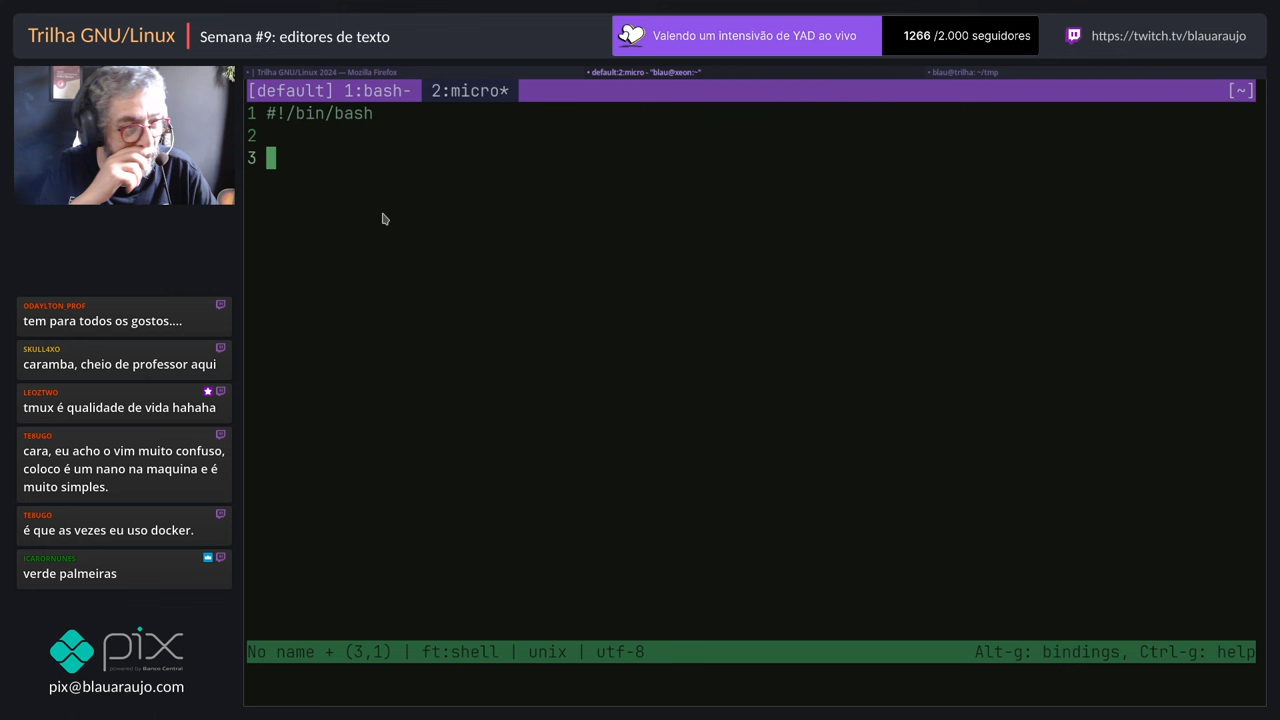 Trilha GNU/Linux
Semana #9: editores de texto
Valendo um intensivão de YAD ao vivo
1266 /2.000 seguidores
https://twitch.tv/blauaraujo
• | Trilha GNU/Linux 2024 — Mozilla Firefox
• default:2:micro - "blau@xeon:~"
• blau@trilha: ~/tmp
[default] 1:bash- 2:micro*
[~]
1 #!/bin/bash
2
3
ODAYLTON_PROF
tem para todos os gostos....
SKULL4XO
caramba, cheio de professor aqui
LEOZTWO
tmux é qualidade de vida hahaha
TEBUGO
cara, eu acho o vim muito confuso,
coloco é um nano na maquina e é
muito simples.
TEBUGO
é que as vezes eu uso docker.
ICARORNUNES
verde palmeiras
No name + (3,1) | ft:shell | unix | utf-8
Alt-g: bindings, Ctrl-g: help
pix
powered by Banco Central
pix@blauaraujo.com